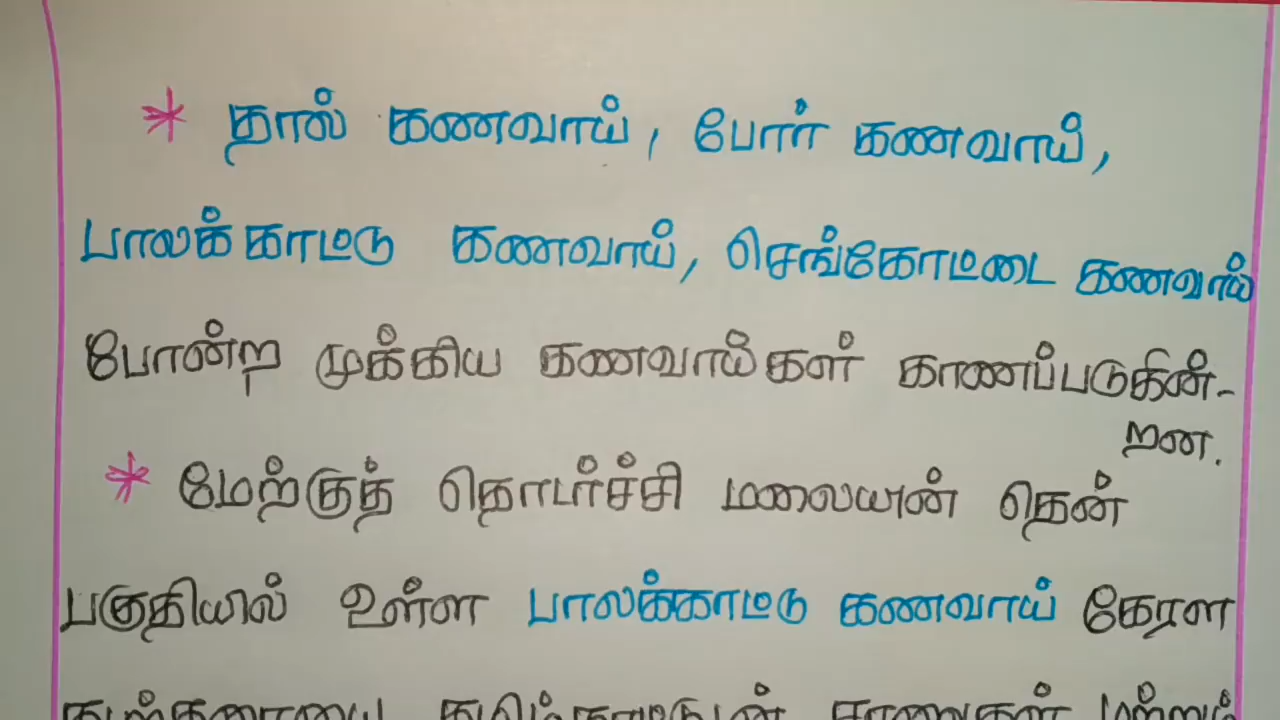 * தால் கணவாய், போர் கணவாய்,
பாலக்காட்டு கணவாய், செங்கோட்டை கணவாய்
போன்ற முக்கிய கணவாய்கள் காணப்படுகின்-
றன.
* மேற்குத் தொடர்ச்சி மலையின் தென்
பகுதியில் உள்ள பாலக்காட்டு கணவாய் கேரள